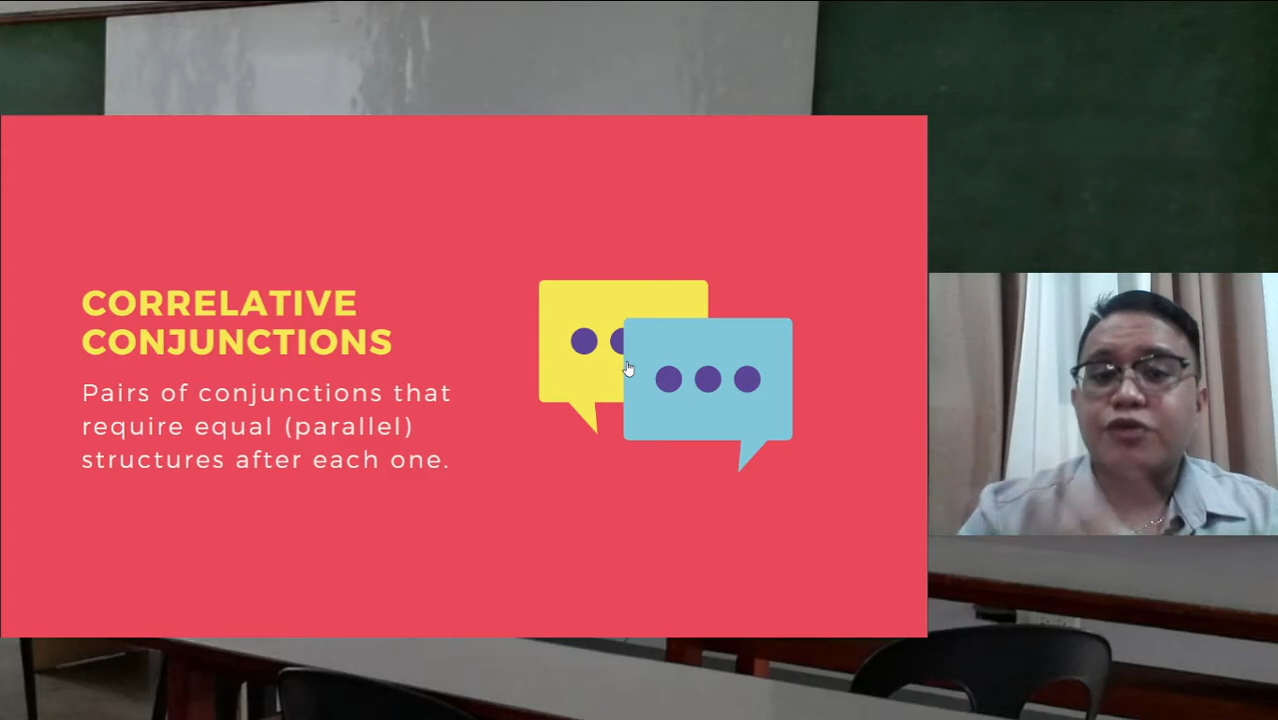 CORRELATIVE
CONJUNCTIONS
Pairs of conjunctions that
require equal (parallel)
structures after each one.